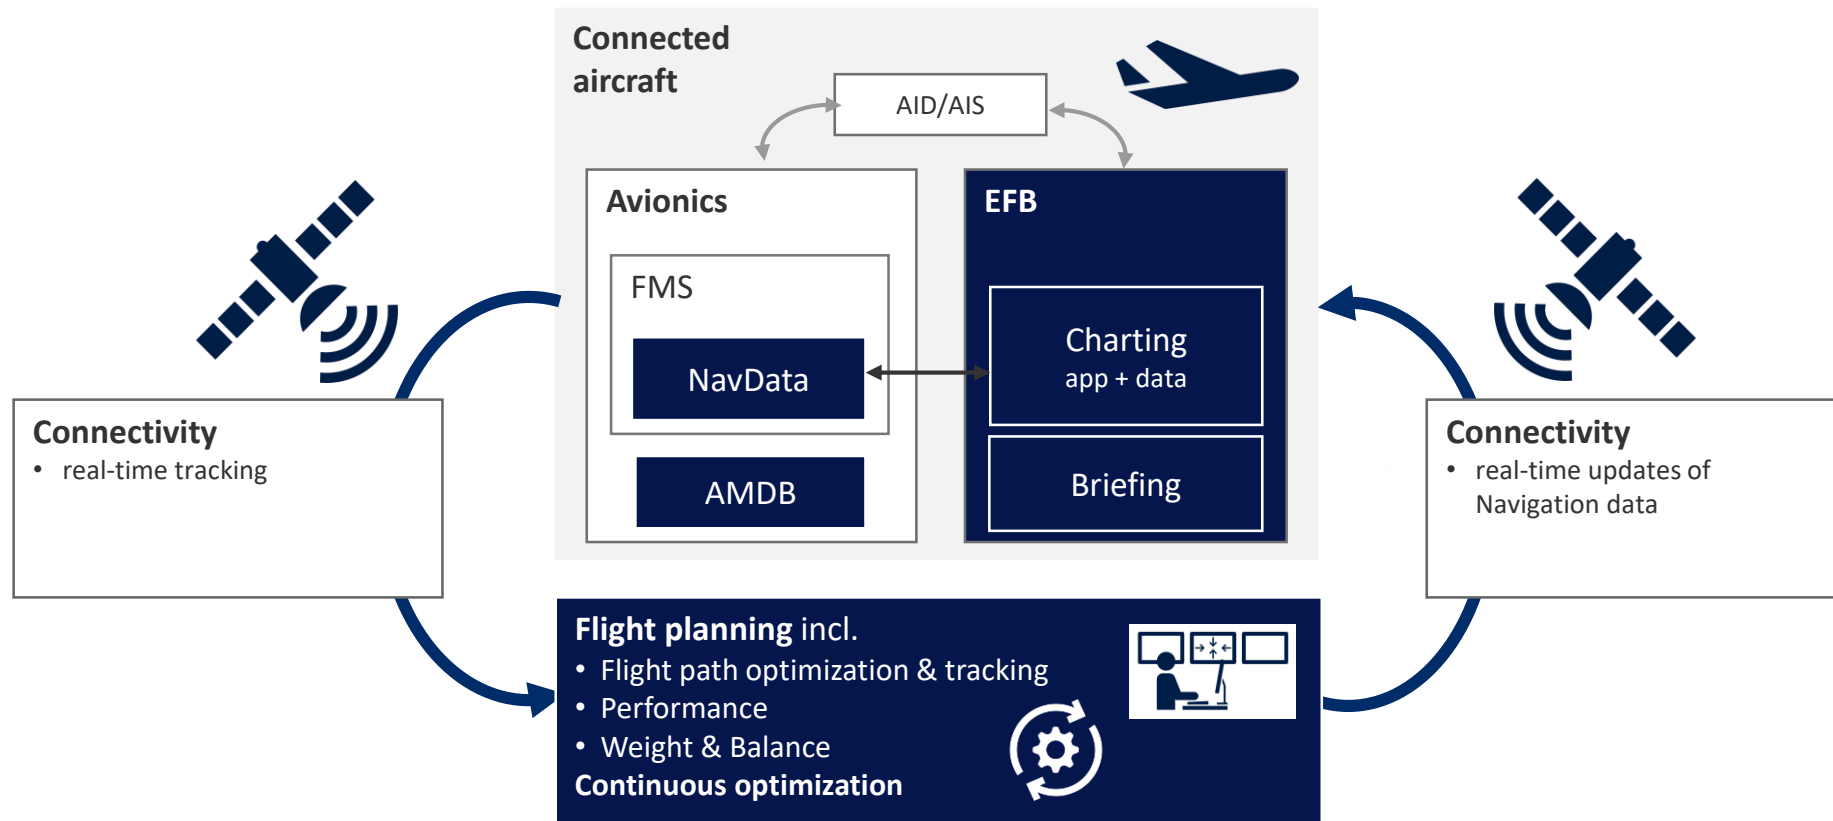 Connected
aircraft
AID/AIS
Avionics
FMS
NavData
AMDB
EFB
Charting
app + data
Briefing
Connectivity
• real-time tracking
Connectivity
• real-time updates of
Navigation data
Flight planning incl.
• Flight path optimization & tracking
• Performance
• Weight & Balance
Continuous optimization